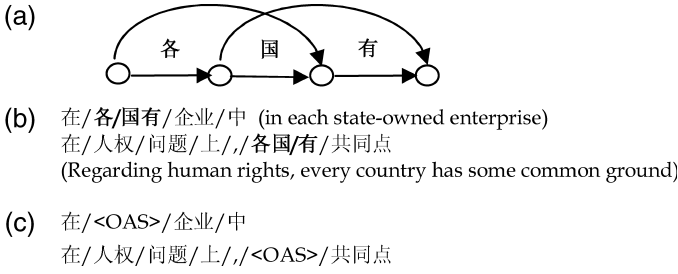 (a)
各 国 有
(b) 在/各/国有/企业/中 (in each state-owned enterprise)
在/人权/问题/上/,/各国/有/共同点
(Regarding human rights, every country has some common ground)
(c) 在/<OAS>/企业/中
在/人权/问题/上/,/<OAS>/共同点